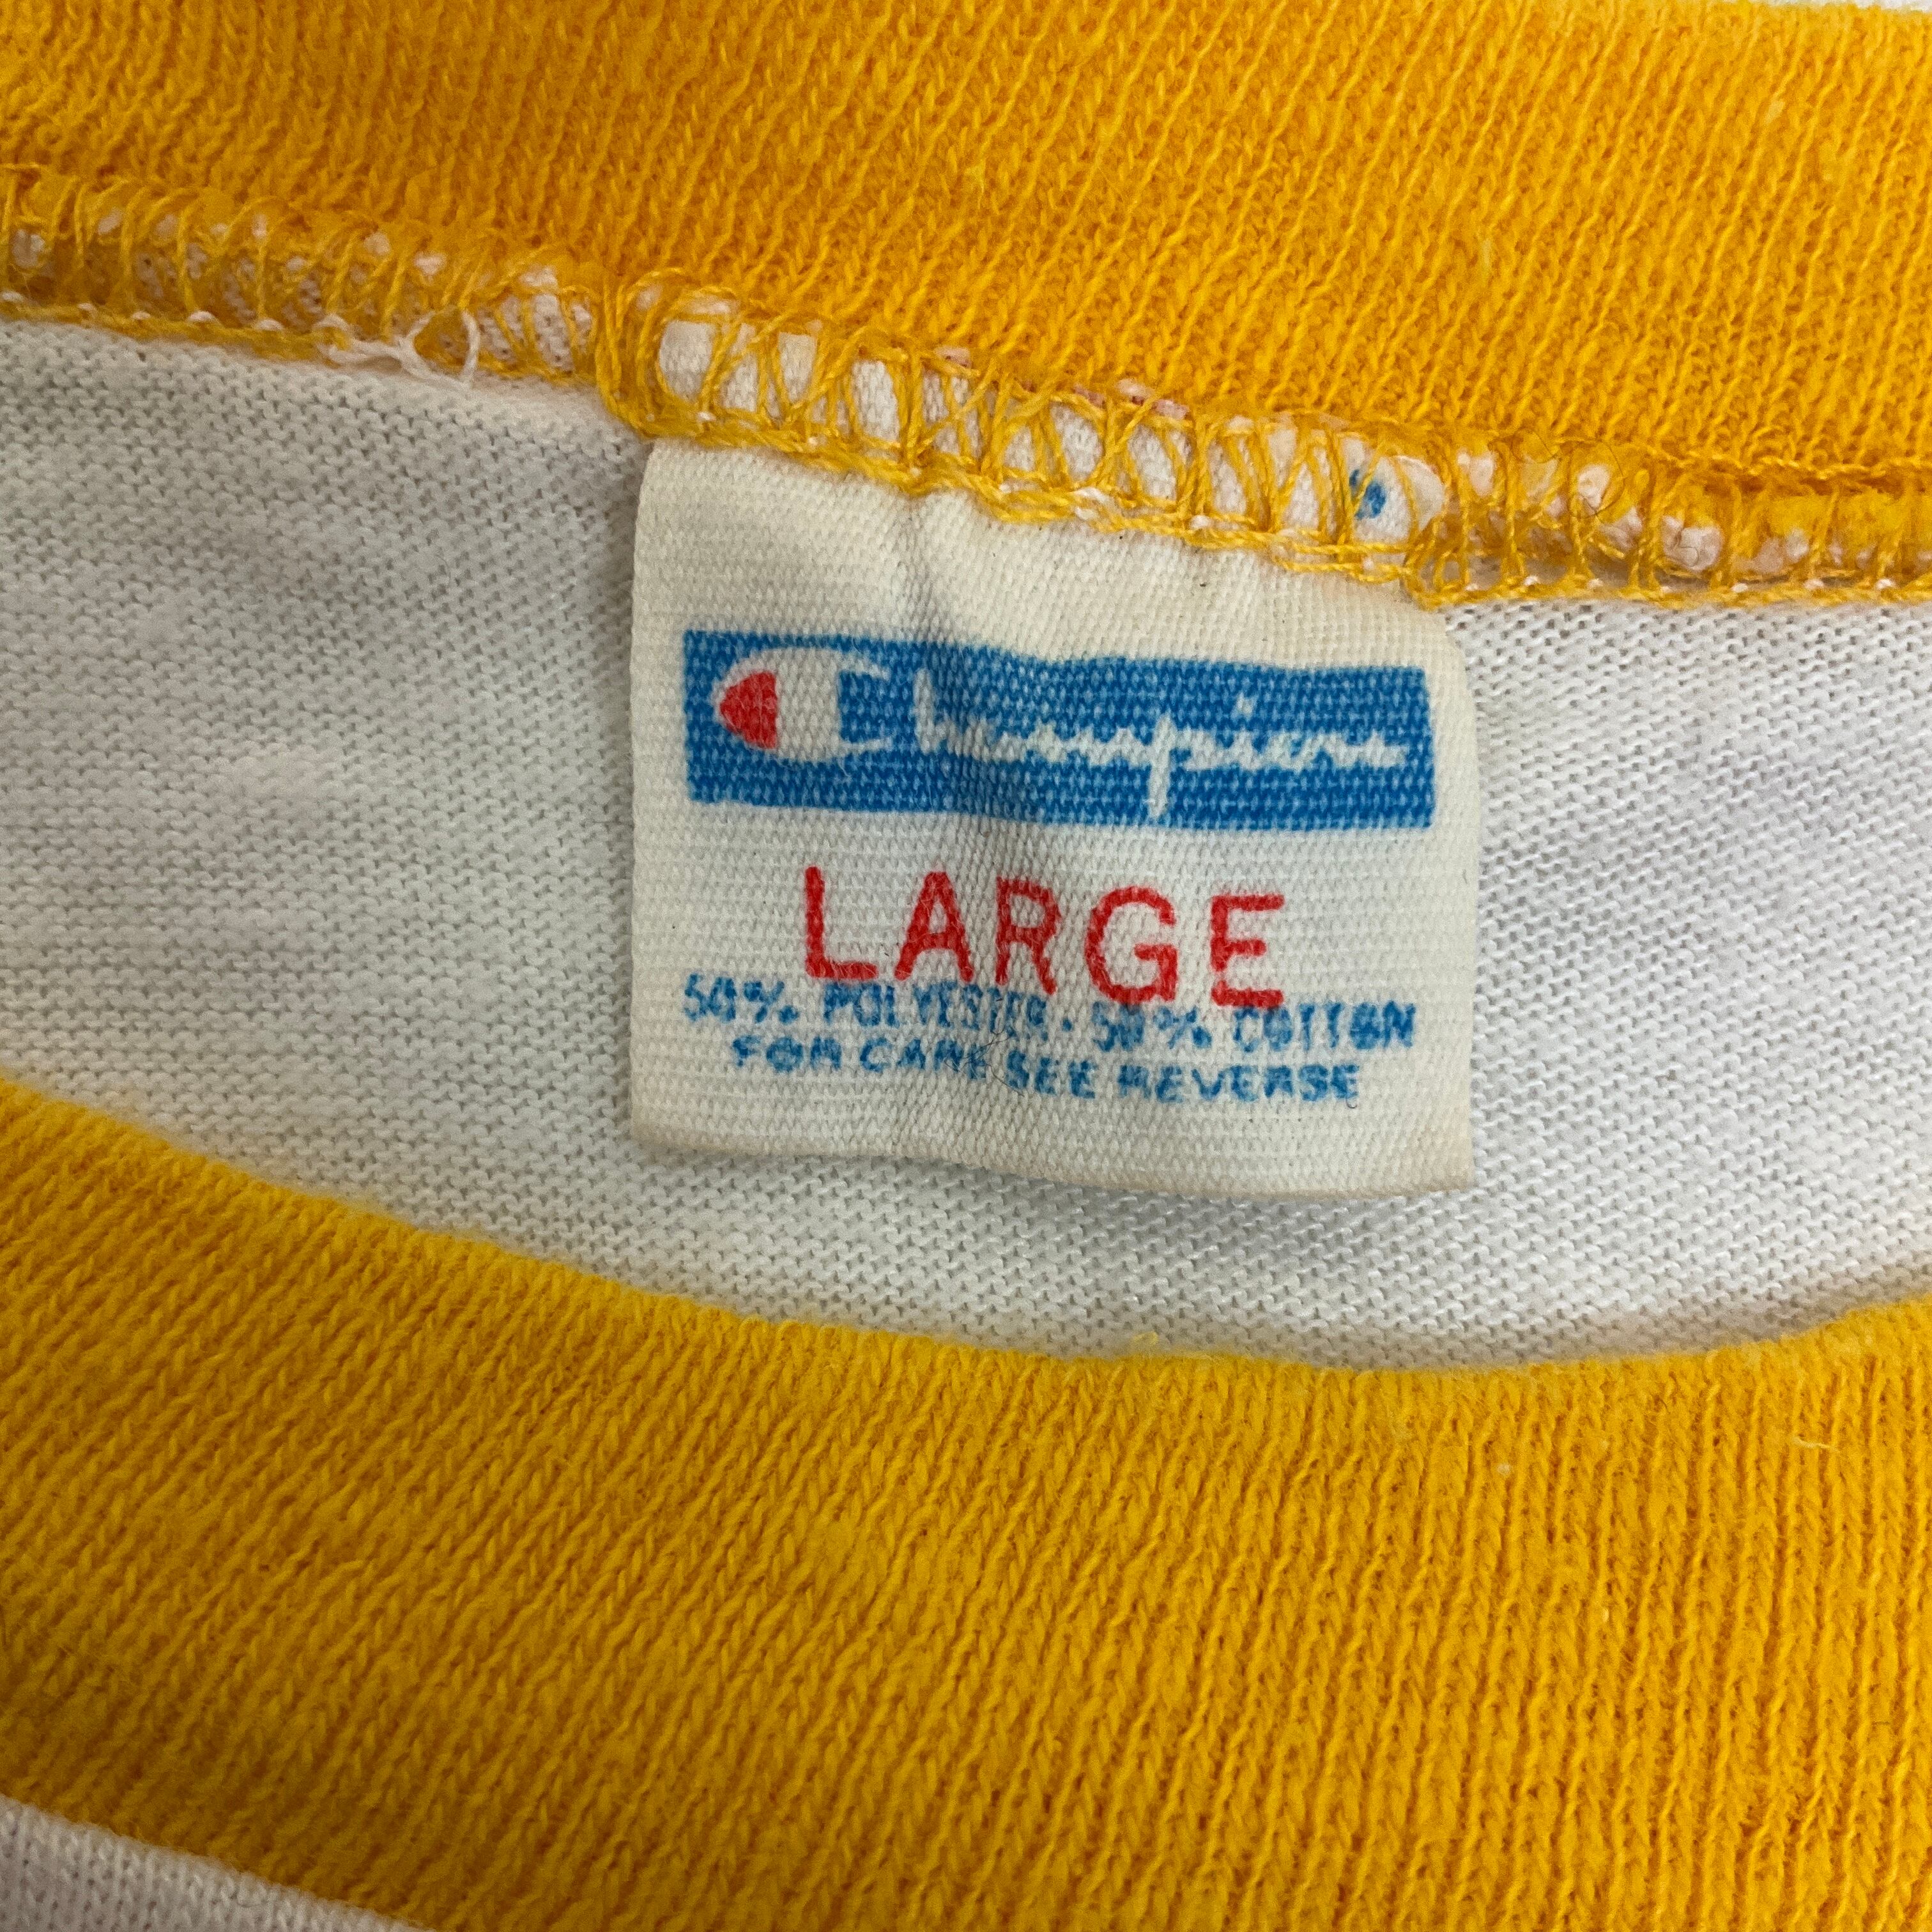 Champion
LARGE
50% POLYESTER · 50% COTTON
FOR CARE SEE REVERSE